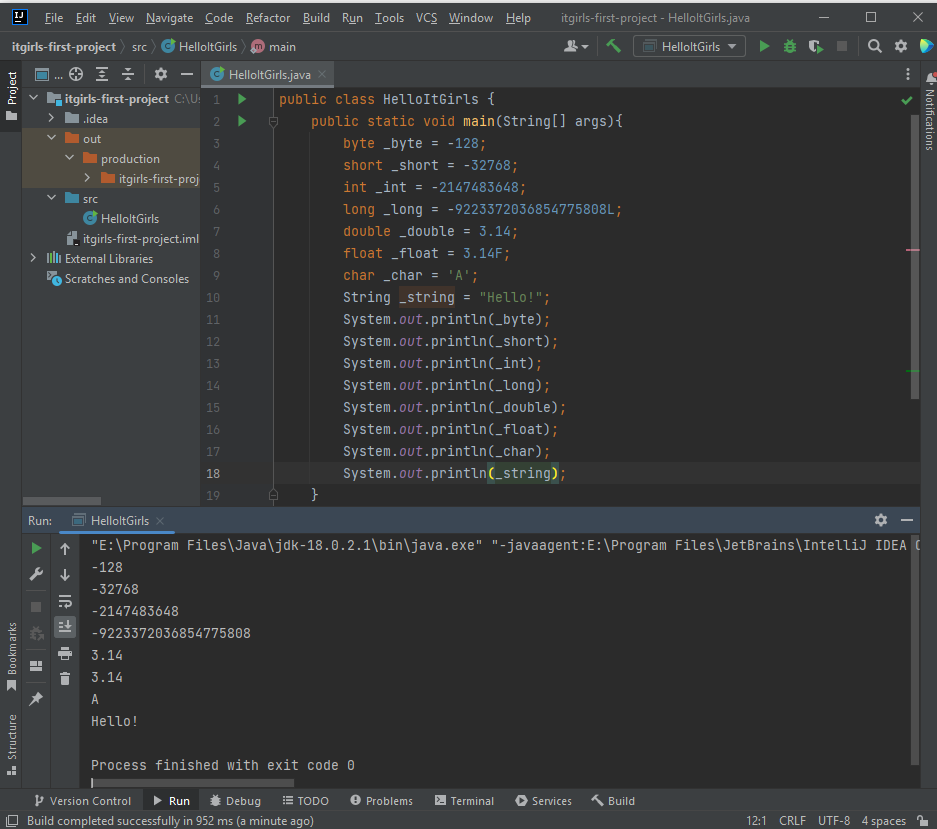 File Edit View Navigate Code Refactor Build Run Tools VCS Window Help itgirls-first-project - HelloItGirls.java
itgirls-first-project src HelloItGirls main HelloItGirls
Project
... HelloItGirls.java
Notifications
itgirls-first-project C:\Us
.idea
out
production
itgirls-first-proj
src
HelloItGirls
itgirls-first-project.iml
External Libraries
Scratches and Consoles
1 public class HelloItGirls {
2 public static void main(String[] args){
3 byte _byte = -128;
4 short _short = -32768;
5 int _int = -2147483648;
6 long _long = -9223372036854775808L;
7 double _double = 3.14;
8 float _float = 3.14F;
9 char _char = 'A';
10 String _string = "Hello!";
11 System.out.println(_byte);
12 System.out.println(_short);
13 System.out.println(_int);
14 System.out.println(_long);
15 System.out.println(_double);
16 System.out.println(_float);
17 System.out.println(_char);
18 System.out.println(_string);
19 }
Run: HelloItGirls
"E:\Program Files\Java\jdk-18.0.2.1\bin\java.exe" "-javaagent:E:\Program Files\JetBrains\IntelliJ IDEA C
-128
-32768
-2147483648
-9223372036854775808
3.14
3.14
A
Hello!
Process finished with exit code 0
Bookmarks
Structure
Version Control Run Debug TODO Problems Terminal Services Build
Build completed successfully in 952 ms (a minute ago) 12:1 CRLF UTF-8 4 spaces